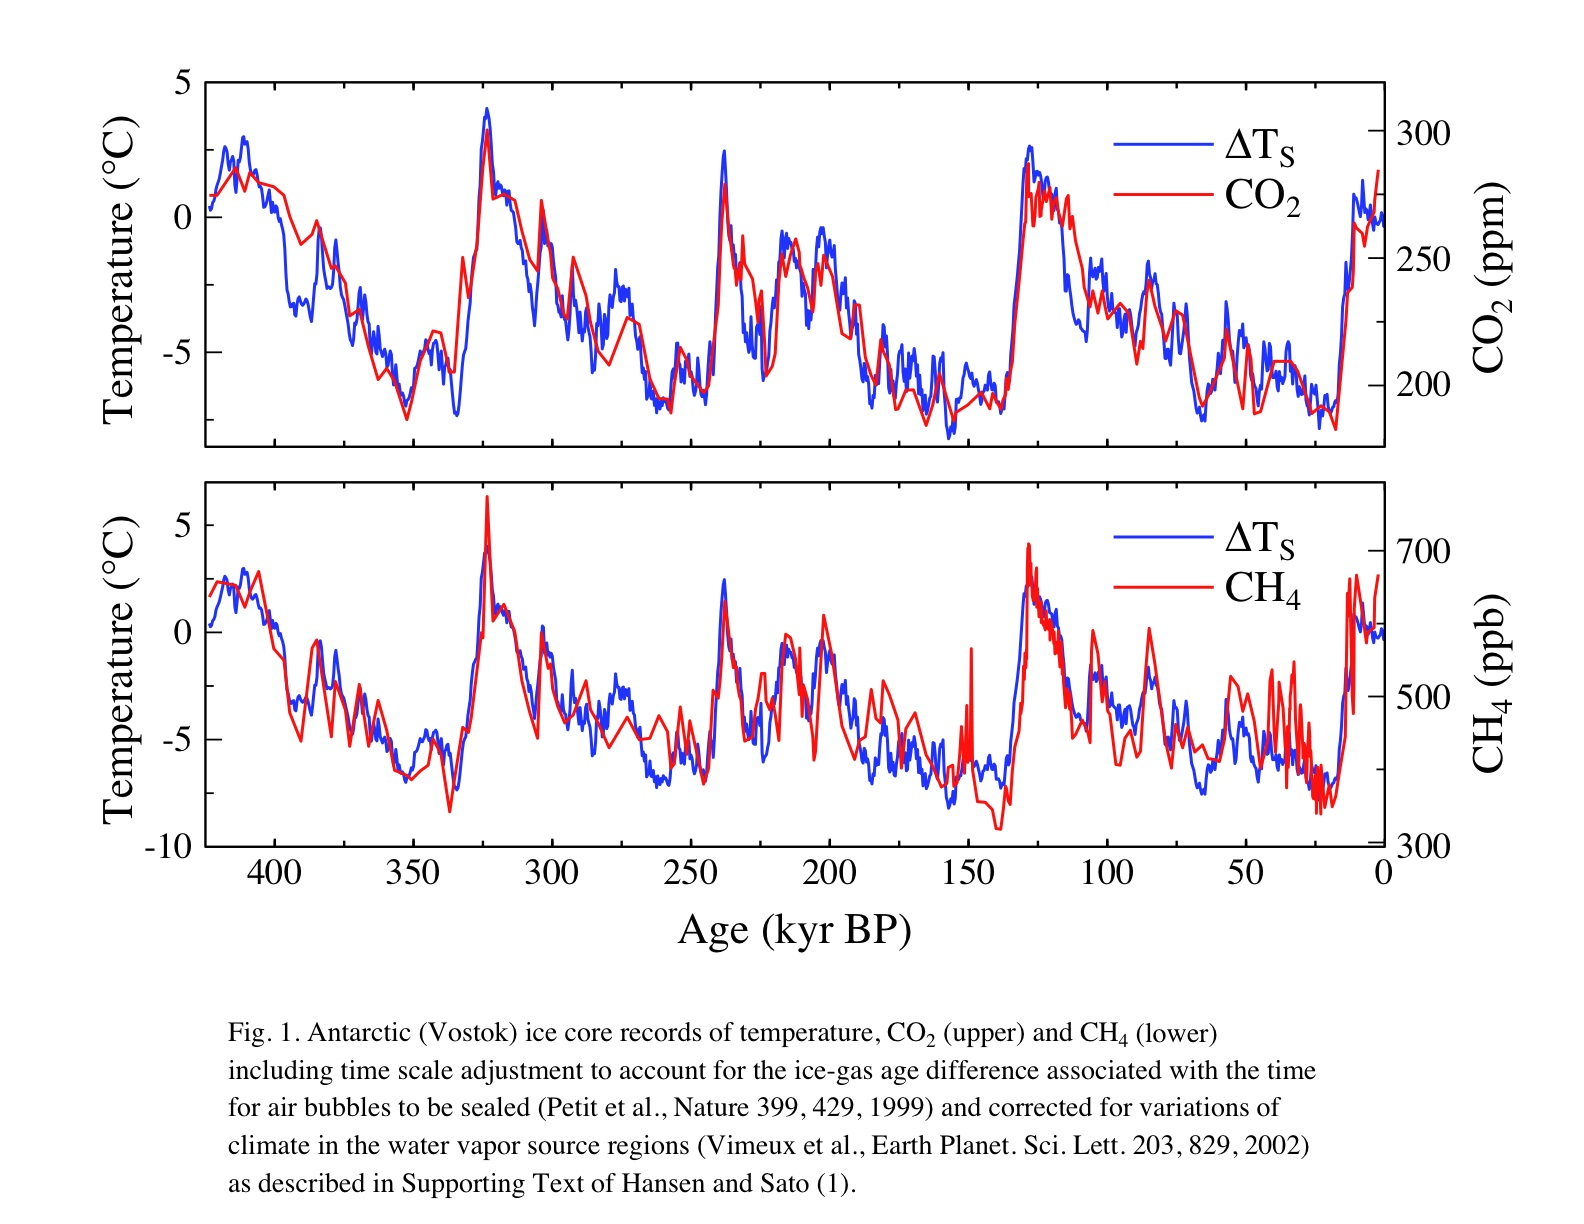 5
0
-5
Temperature (°C)
300
250
200
CO₂ (ppm)
ΔTS
CO₂
5
0
-5
-10
Temperature (°C)
700
500
300
CH₄ (ppb)
ΔTS
CH₄
400 350 300 250 200 150 100 50 0
Age (kyr BP)
Fig. 1. Antarctic (Vostok) ice core records of temperature, CO₂ (upper) and CH₄ (lower)
including time scale adjustment to account for the ice-gas age difference associated with the time
for air bubbles to be sealed (Petit et al., Nature 399, 429, 1999) and corrected for variations of
climate in the water vapor source regions (Vimeux et al., Earth Planet. Sci. Lett. 203, 829, 2002)
as described in Supporting Text of Hansen and Sato (1).